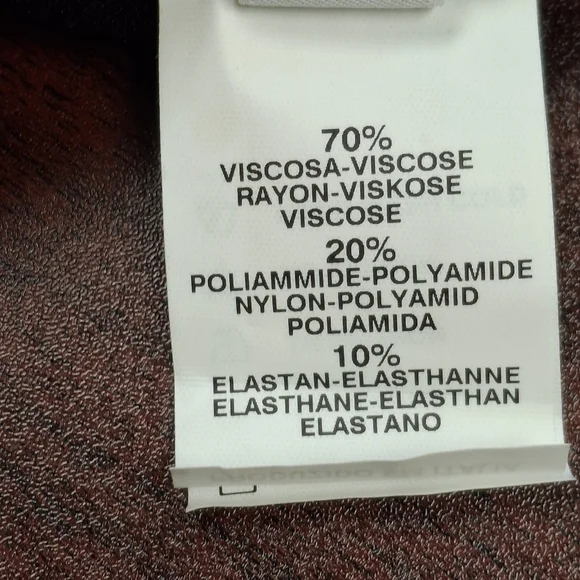 70%
VISCOSA-VISCOSE
RAYON-VISKOSE
VISCOSE
20%
POLIAMMIDE-POLYAMIDE
NYLON-POLYAMID
POLIAMIDA
10%
ELASTAN-ELASTHANNE
ELASTHANE-ELASTHAN
ELASTANO